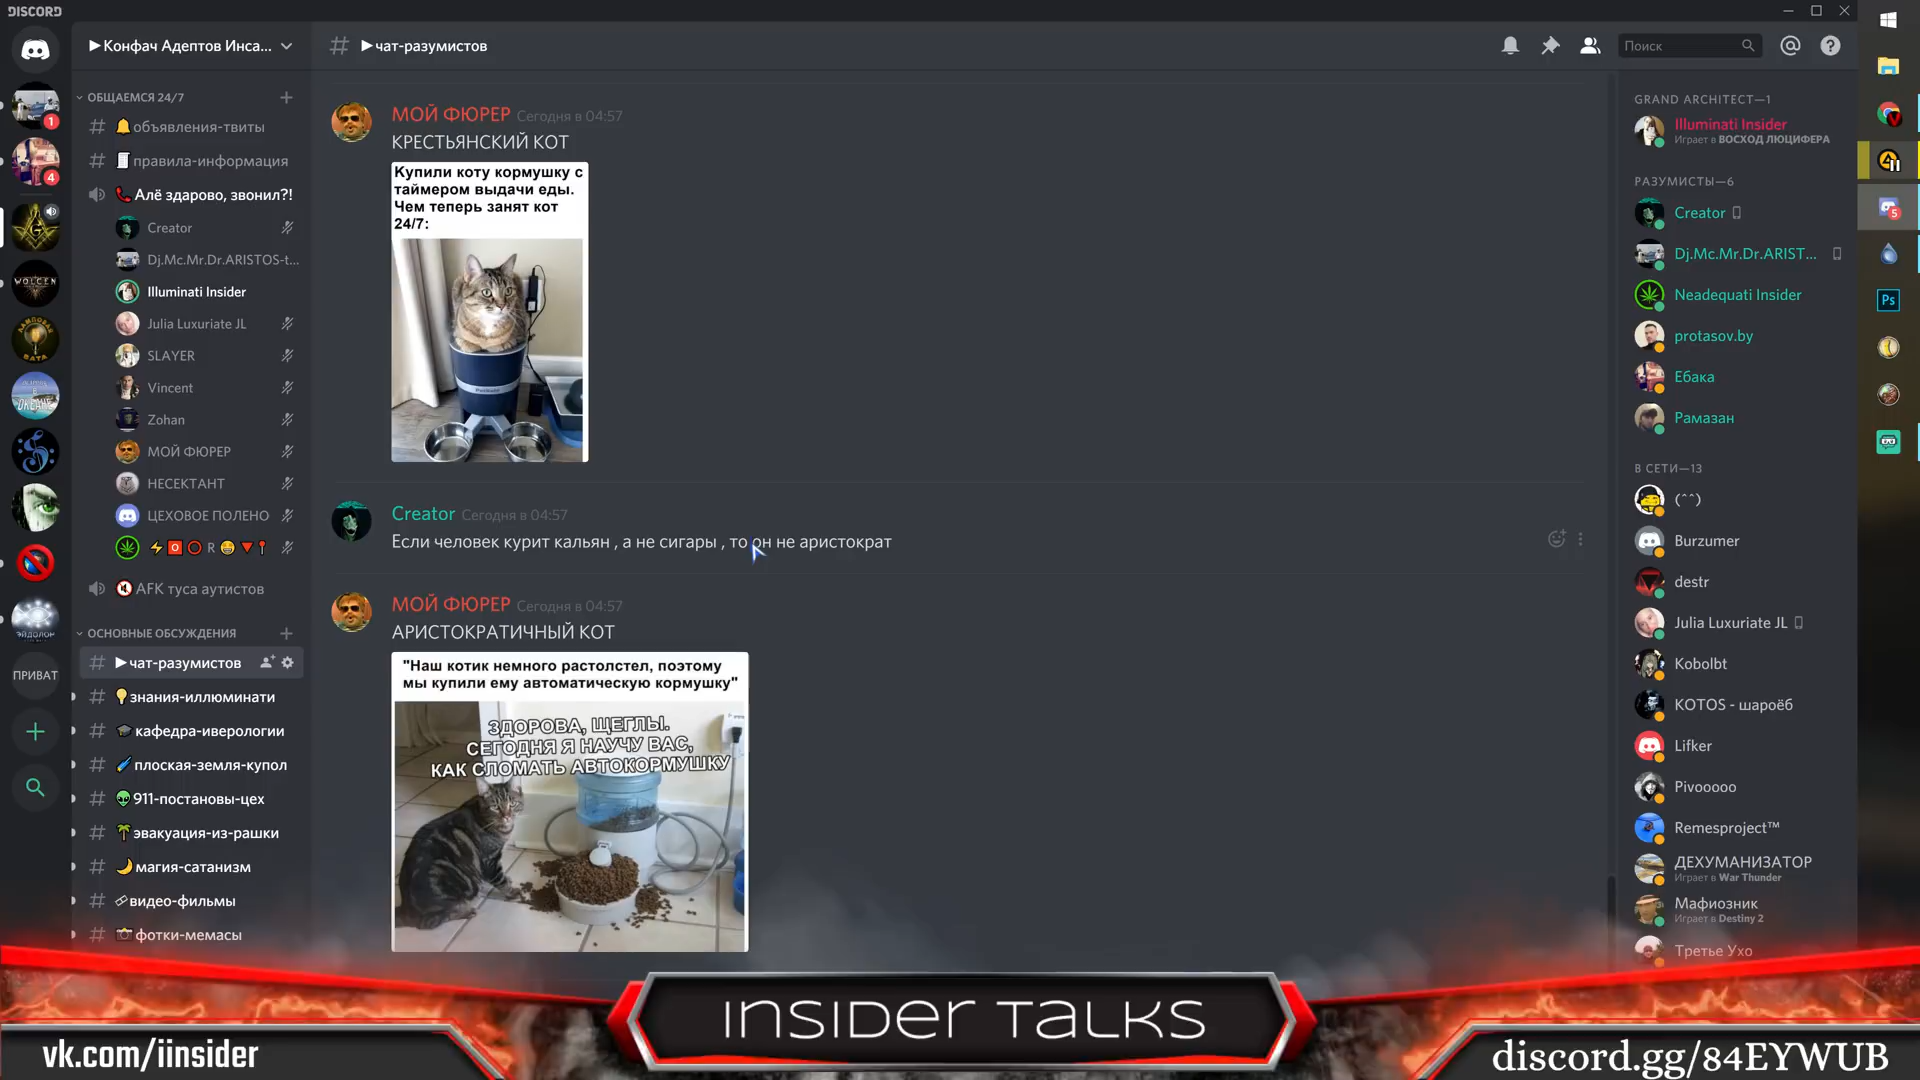 DISCORD
▶Конфач Адептов Инса...
ОБЩАЕМСЯ 24/7
🔔объявления-твиты
правила-информация
📞Алё здарово, звонил?!
Creator
Dj.Mc.Mr.Dr.ARISTOS-t...
Illuminati Insider
Julia Luxuriate JL
SLAYER
Vincent
Zohan
МОЙ ФЮРЕР
НЕСЕКТАНТ
ЦЕХОВОЕ ПОЛЕНО
⚡🅾⭕ R 😄🔻📍
AFK туса аутистов
ОСНОВНЫЕ ОБСУЖДЕНИЯ
▶чат-разумистов
💡знания-иллюминати
🎓кафедра-иверологии
плоская-земля-купол
👽911-постановы-цех
🌴эвакуация-из-рашки
🌙магия-сатанизм
видео-фильмы
📷фотки-мемасы
1
4
WOLCEN
ЛАМПОВАЯ
ВАТА
ОКЕАНЕ
ЭЙДОЛОН
ПРИВАТ
▶чат-разумистов
Поиск
МОЙ ФЮРЕР Сегодня в 04:57
КРЕСТЬЯНСКИЙ КОТ
Купили коту кормушку с
таймером выдачи еды.
Чем теперь занят кот
24/7:
Creator Сегодня в 04:57
Если человек курит кальян , а не сигары , то он не аристократ
МОЙ ФЮРЕР Сегодня в 04:57
АРИСТОКРАТИЧНЫЙ КОТ
"Наш котик немного растолстел, поэтому
мы купили ему автоматическую кормушку"
ЗДОРОВА, ЩЕГЛЫ.
СЕГОДНЯ Я НАУЧУ ВАС,
КАК СЛОМАТЬ АВТОКОРМУШКУ
GRAND ARCHITECT—1
Illuminati Insider
Играет в ВОСХОД ЛЮЦИФЕРА
РАЗУМИСТЫ—6
Creator
Dj.Mc.Mr.Dr.ARIST...
Neadequati Insider
protasov.by
Ебака
Рамазан
В СЕТИ—13
(^^)
Burzumer
destr
Julia Luxuriate JL
Kobolbt
KOTOS - шароёб
Lifker
Pivooooo
Remesproject™
ДЕХУМАНИЗАТОР
Играет в War Thunder
Мафиозник
Играет в Destiny 2
Третье Ухо
5
Ps
INSIDER TALKS
vk.com/iinsider
discord.gg/84EYWUB